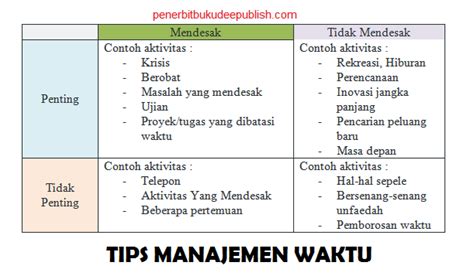 penerbitbukudeepublish.com
Mendesak
Tidak Mendesak
Penting
Contoh aktivitas :
- Krisis
- Berobat
- Masalah yang mendesak
- Ujian
- Proyek/tugas yang dibatasi
waktu
Contoh aktivitas :
- Rekreasi, Hiburan
- Perencanaan
- Inovasi jangka
panjang
- Pencarian peluang
baru
- Masa depan
Tidak
Penting
Contoh aktivitas :
- Telepon
- Aktivitas Yang Mendesak
- Beberapa pertemuan
Contoh aktivitas :
- Hal-hal sepele
- Bersenang-senang
unfaedah
- Pemborosan waktu
TIPS MANAJEMEN WAKTU